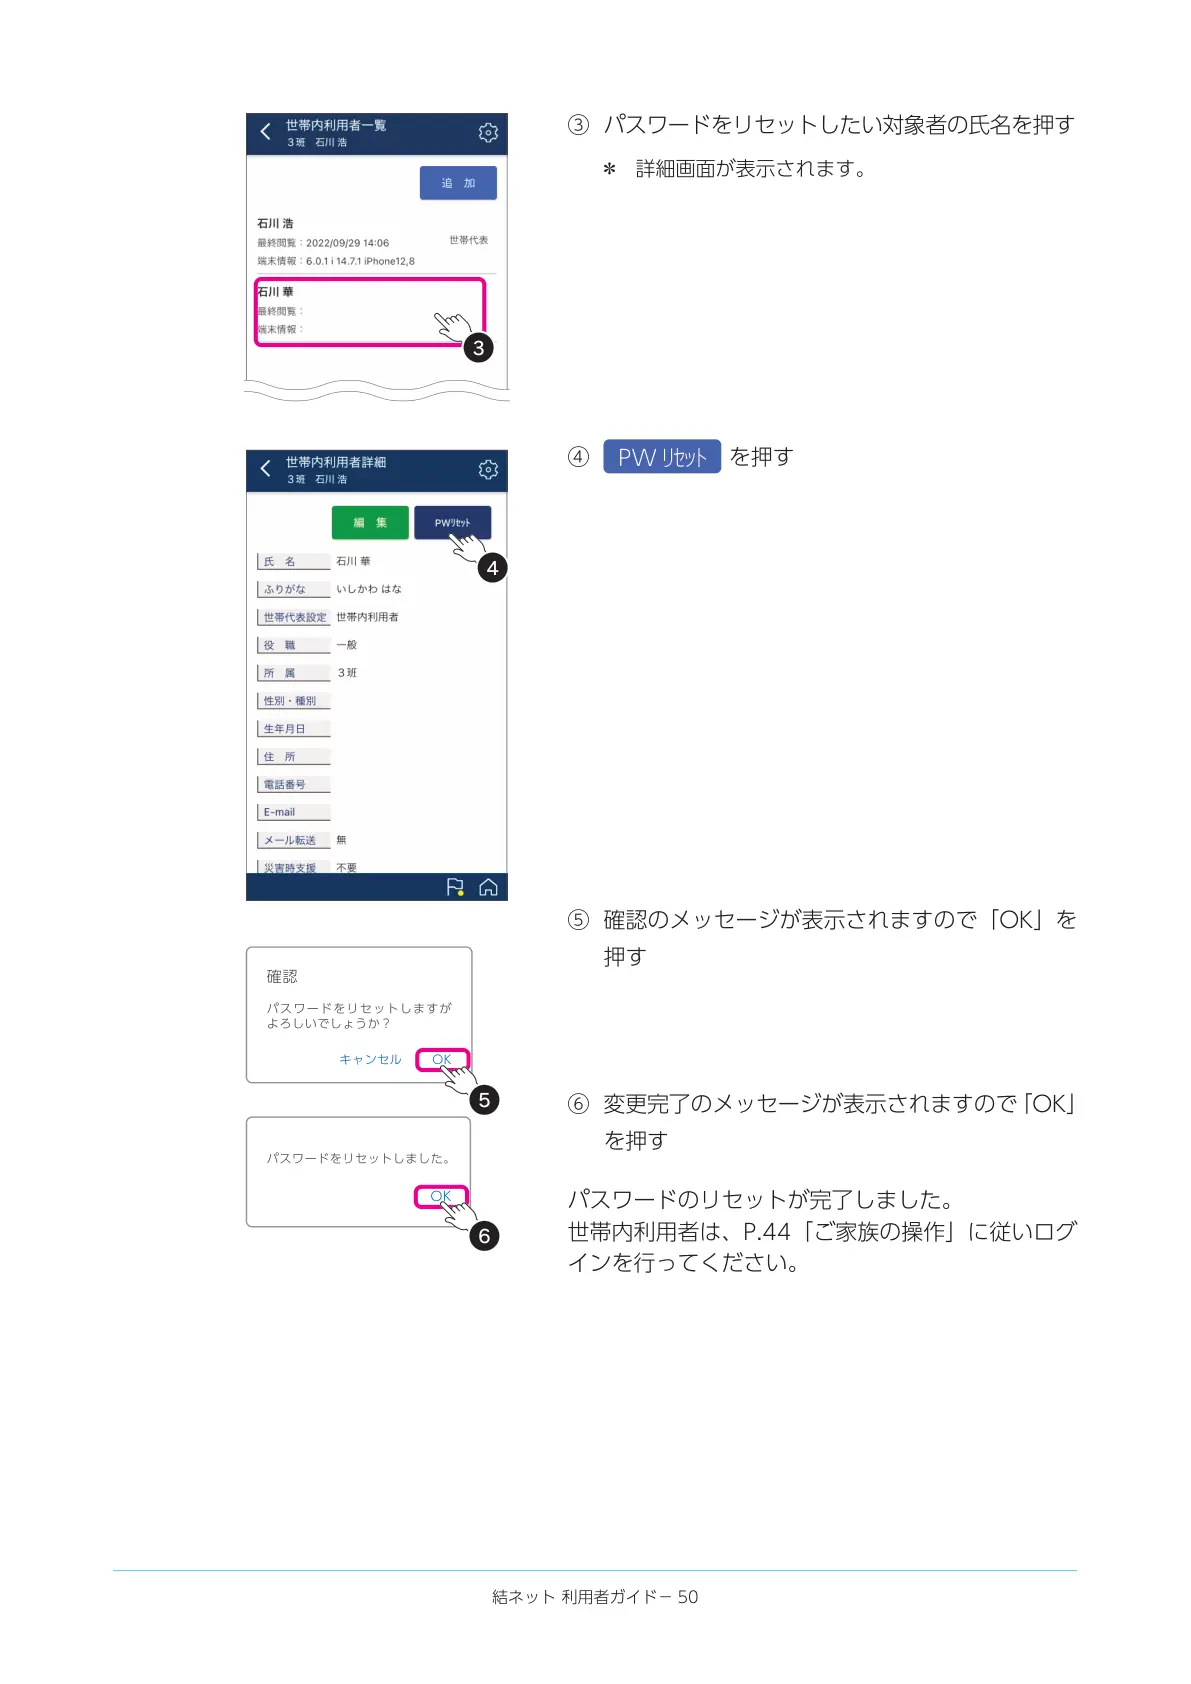 世帯内利用者一覧
3班　石川 浩
追　加
石川 浩
最終閲覧：2022/09/29 14:06
世帯代表
端末情報：6.0.1 i 14.7.1 iPhone12,8
石川 華
最終閲覧：
端末情報：
3
③ パスワードをリセットしたい対象者の氏名を押す
＊ 詳細画面が表示されます。
世帯内利用者詳細
3班　石川 浩
編　集
PWﾘｾｯﾄ
4
氏　名 石川 華
ふりがな いしかわ はな
世帯代表設定 世帯内利用者
役　職 一般
所　属 3班
性別・種別
生年月日
住　所
電話番号
E-mail
メール転送 無
災害時支援 不要
④ PW ﾘｾｯﾄ を押す
確認
パスワードをリセットしますが
よろしいでしょうか？
キャンセル OK
5
⑤ 確認のメッセージが表示されますので「OK」を
押す
パスワードをリセットしました。
OK
6
⑥ 変更完了のメッセージが表示されますので「OK」
を押す
パスワードのリセットが完了しました。
世帯内利用者は、P.44「ご家族の操作」に従いログ
インを行ってください。
結ネット 利用者ガイド− 50